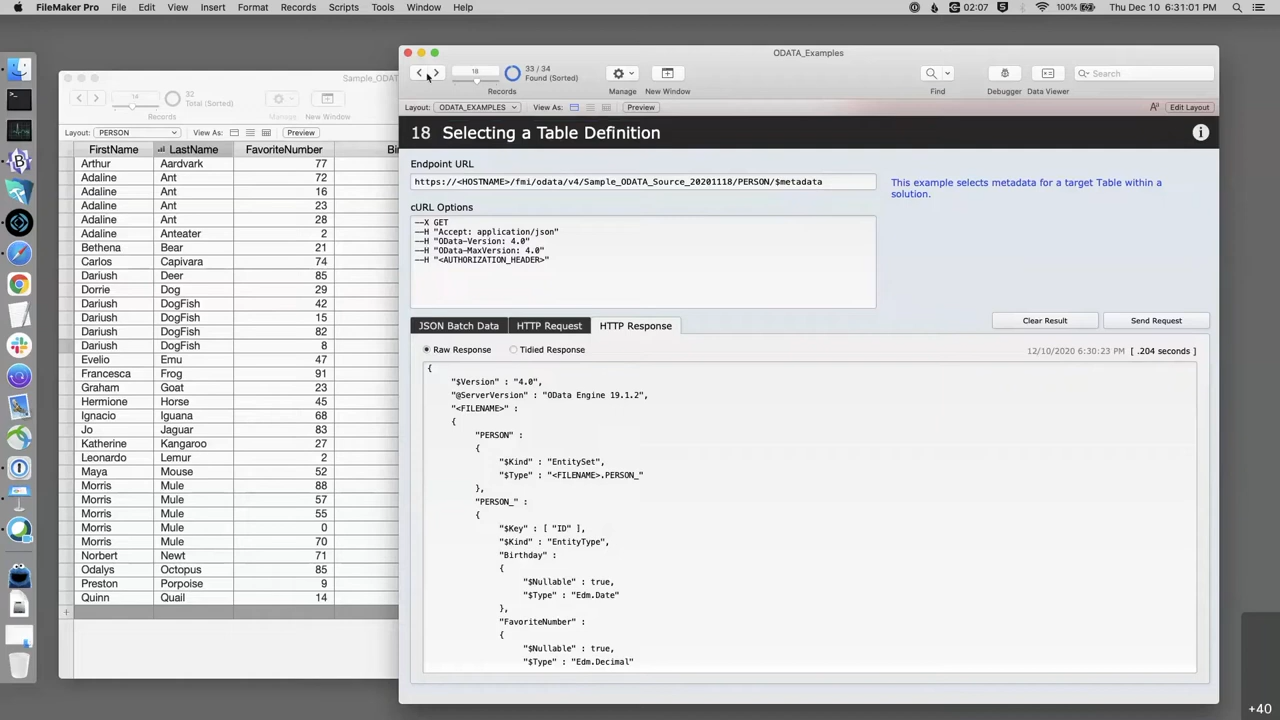 FileMaker Pro File Edit View Insert Format Records Scripts Tools Window Help 02:07 100% Thu Dec 10 6:31:01 PM
Sample_ODAT
14 32 Total (Sorted)
Records New Window
Layout: PERSON View As: Preview
FirstName LastName FavoriteNumber Bi
Arthur Aardvark 77
Adaline Ant 72
Adaline Ant 16
Adaline Ant 23
Adaline Ant 28
Adaline Anteater 2
Bethena Bear 21
Carlos Capivara 74
Dariush Deer 85
Dorrie Dog 29
Dariush DogFish 42
Dariush DogFish 15
Dariush DogFish 82
Dariush DogFish 8
Evelio Emu 47
Francesca Frog 91
Graham Goat 23
Hermione Horse 45
Ignacio Iguana 68
Jo Jaguar 83
Katherine Kangaroo 27
Leonardo Lemur 2
Maya Mouse 52
Morris Mule 88
Morris Mule 57
Morris Mule 55
Morris Mule 0
Morris Mule 70
Norbert Newt 71
Odalys Octopus 85
Preston Porpoise 9
Quinn Quail 14
ODATA_Examples
18 33 / 34 Found (Sorted) Search
Records Manage New Window Find Debugger Data Viewer
Layout: ODATA_EXAMPLES View As: Preview Edit Layout
18 Selecting a Table Definition
Endpoint URL
https://<HOSTNAME>/fmi/odata/v4/Sample_ODATA_Source_20201118/PERSON/$metadata
This example selects metadata for a target Table within a
solution.
cURL Options
--X GET
--H "Accept: application/json"
--H "OData-Version: 4.0"
--H "OData-MaxVersion: 4.0"
--H "<AUTHORIZATION_HEADER>"
JSON Batch Data HTTP Request HTTP Response Clear Result Send Request
Raw Response Tidied Response 12/10/2020 6:30:23 PM [ .204 seconds ]
{
"$Version" : "4.0",
"@ServerVersion" : "OData Engine 19.1.2",
"<FILENAME>" :
{
"PERSON" :
{
"$Kind" : "EntitySet",
"$Type" : "<FILENAME>.PERSON_"
},
"PERSON_" :
{
"$Key" : [ "ID" ],
"$Kind" : "EntityType",
"Birthday" :
{
"$Nullable" : true,
"$Type" : "Edm.Date"
},
"FavoriteNumber" :
{
"$Nullable" : true,
"$Type" : "Edm.Decimal"
+40